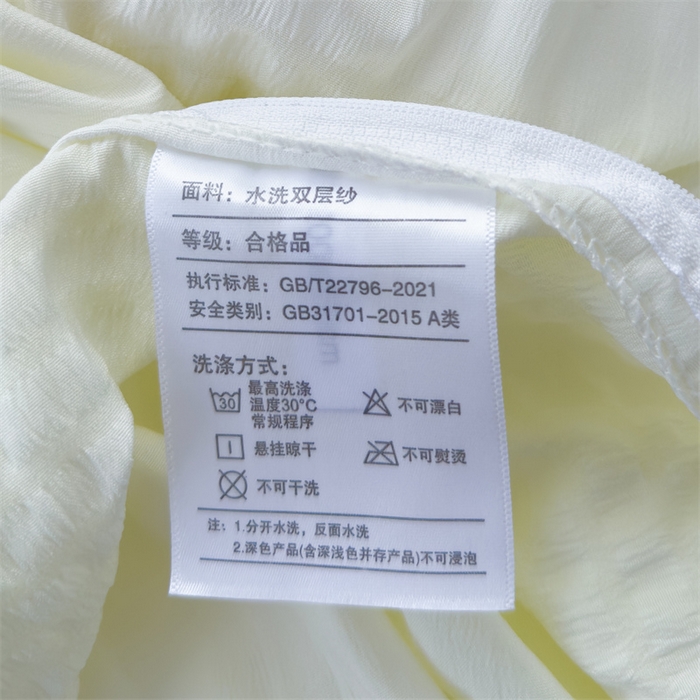 面料：水洗双层纱
等级：合格品
执行标准：GB/T22796-2021
安全类别：GB31701-2015 A类
洗涤方式：
30 最高洗涤
温度30°C
常规程序
不可漂白
悬挂晾干
不可熨烫
不可干洗
注：1.分开水洗，反面水洗
2.深色产品(含深浅色并存产品)不可浸泡